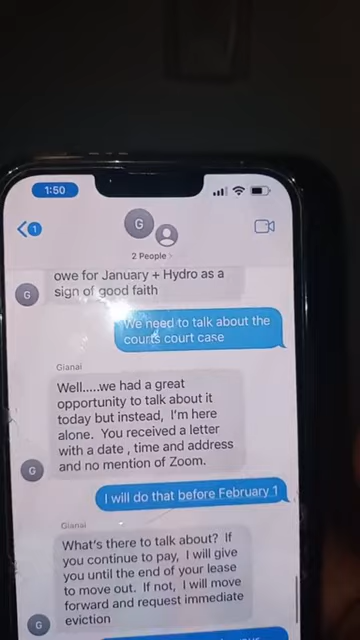 1:50
1
G
2 People
owe for January + Hydro as a
sign of good faith
G
We need to talk about the
courts court case
Gianai
Well.....we had a great
opportunity to talk about it
today but instead, I'm here
alone. You received a letter
with a date , time and address
and no mention of Zoom.
G
I will do that before February 1
Gianai
What's there to talk about? If
you continue to pay, I will give
you until the end of your lease
to move out. If not, I will move
forward and request immediate
eviction
G